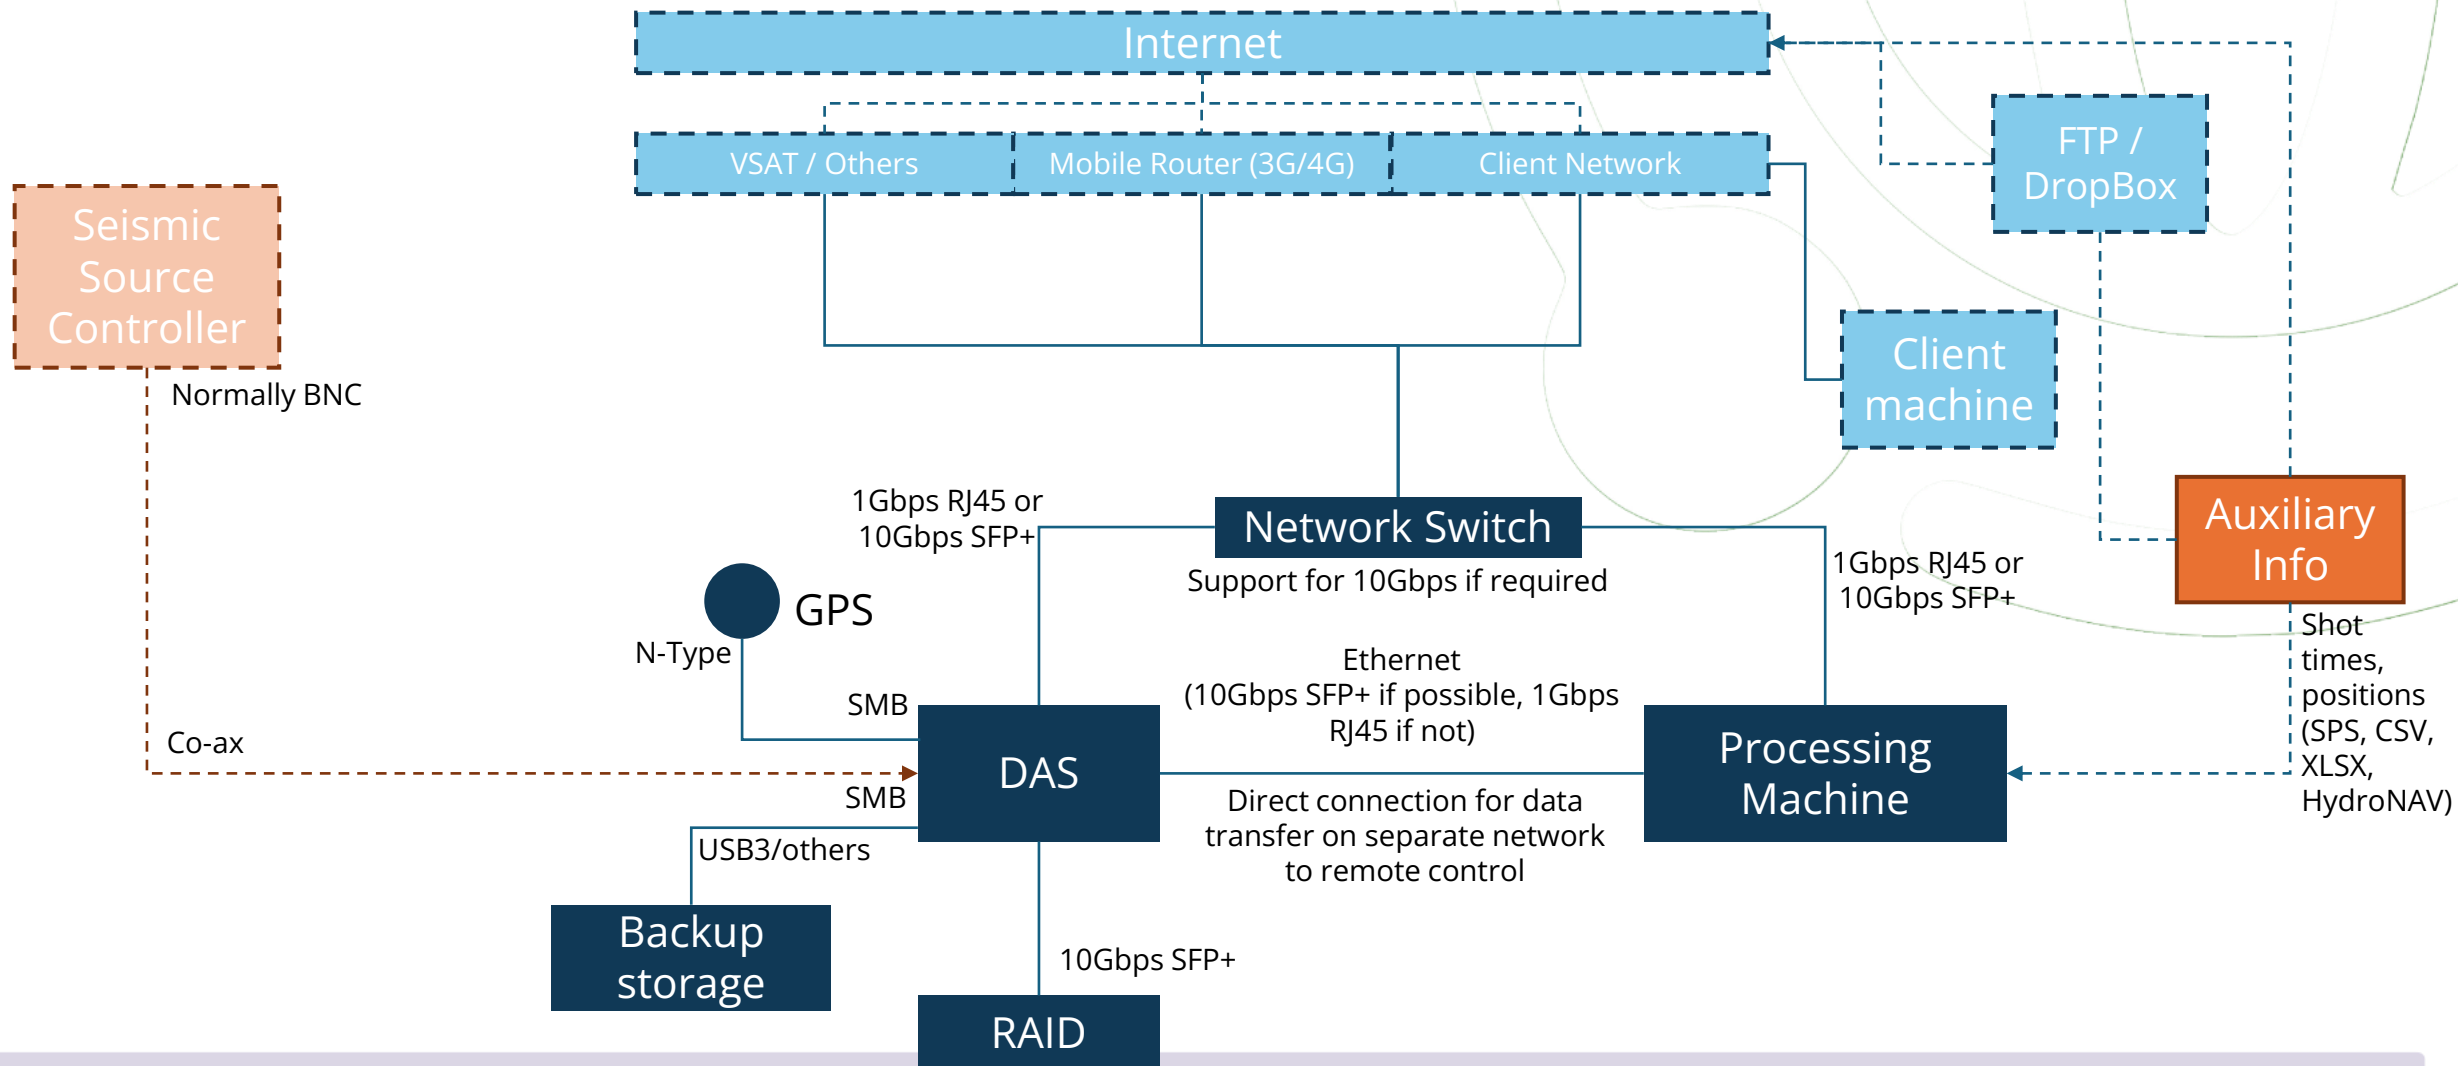 Internet
VSAT / Others
Mobile Router (3G/4G)
Client Network
FTP /
DropBox
Seismic
Source
Controller
Normally BNC
Client
machine
1Gbps RJ45 or
10Gbps SFP+
Network Switch
Support for 10Gbps if required
Auxiliary
Info
1Gbps RJ45 or
10Gbps SFP+
GPS
N-Type
SMB
Ethernet
(10Gbps SFP+ if possible, 1Gbps
RJ45 if not)
Shot
times,
positions
(SPS, CSV,
XLSX,
HydroNAV)
Co-ax
DAS
Processing
Machine
SMB
Direct connection for data
transfer on separate network
to remote control
USB3/others
Backup
storage
10Gbps SFP+
RAID